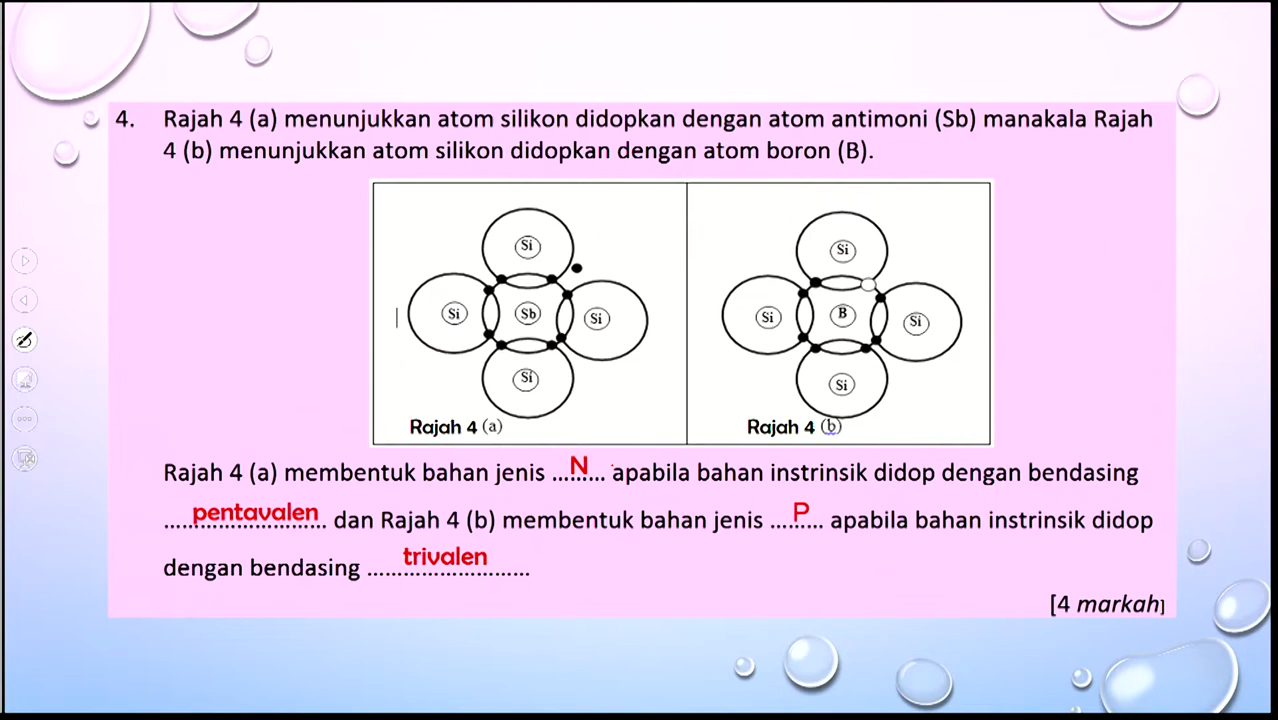 4. Rajah 4 (a) menunjukkan atom silikon didopkan dengan atom antimoni (Sb) manakala Rajah
4 (b) menunjukkan atom silikon didopkan dengan atom boron (B).
Si
Si Sb Si
Si
Rajah 4 (a)
Si
Si B Si
Si
Rajah 4 (b)
Rajah 4 (a) membentuk bahan jenis ...N... apabila bahan instrinsik didop dengan bendasing
...pentavalen... dan Rajah 4 (b) membentuk bahan jenis ...P... apabila bahan instrinsik didop
dengan bendasing ...trivalen...
[4 markah]